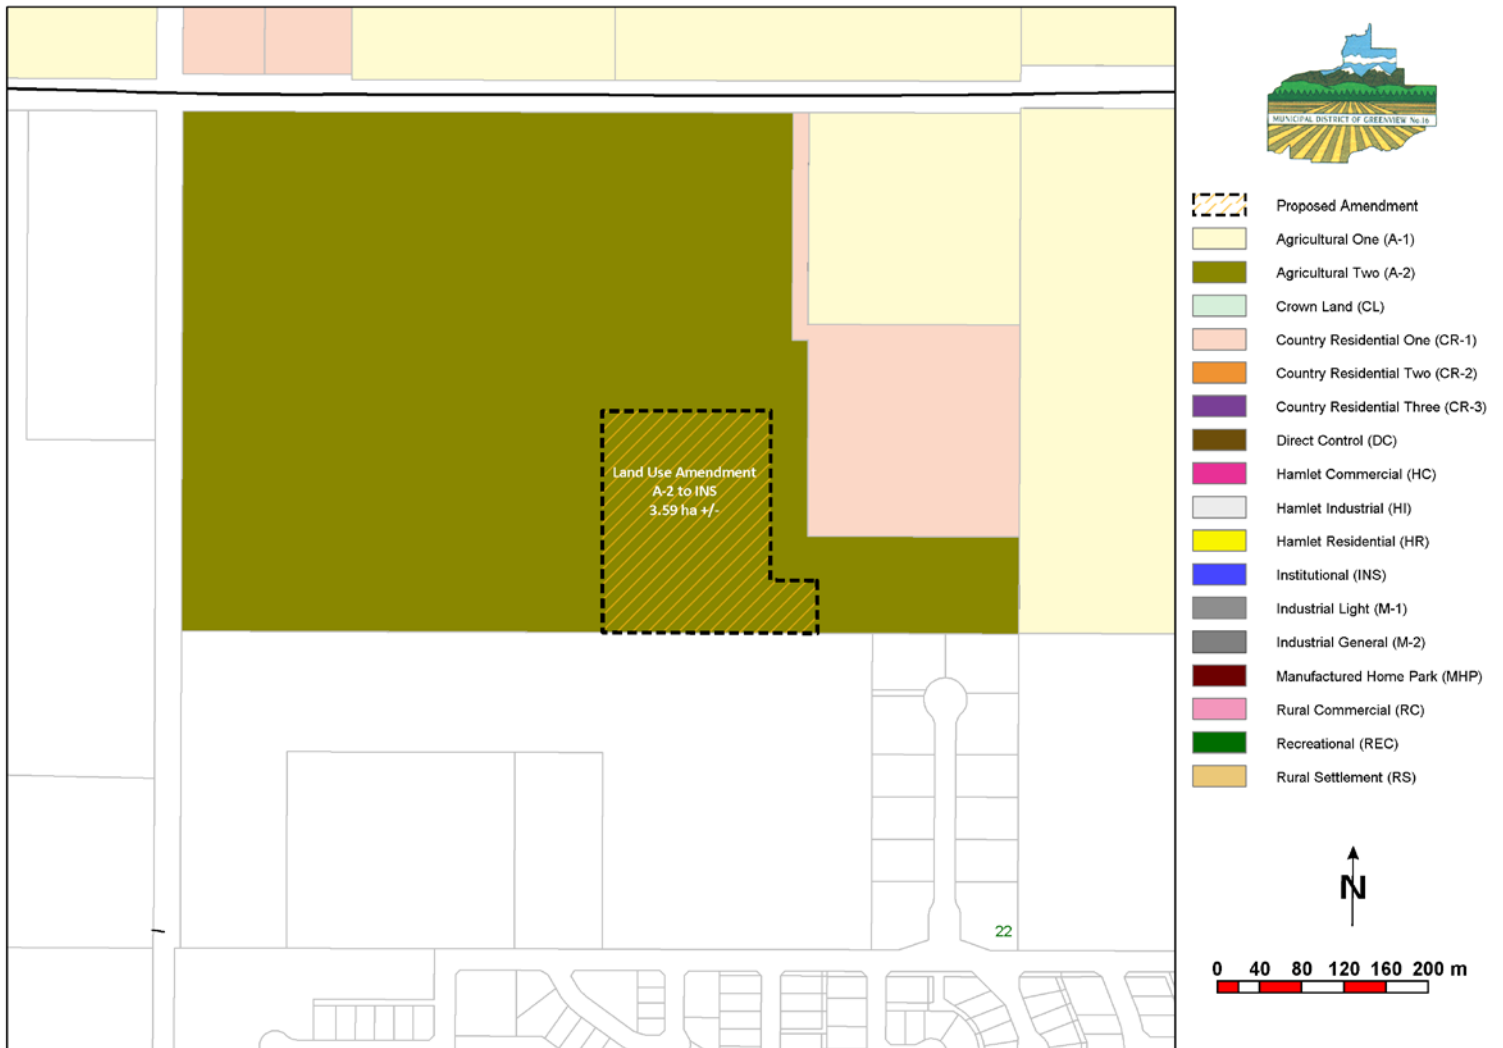 MUNICIPAL DISTRICT OF GREENVIEW No.16
Proposed Amendment
Agricultural One (A-1)
Agricultural Two (A-2)
Crown Land (CL)
Country Residential One (CR-1)
Country Residential Two (CR-2)
Country Residential Three (CR-3)
Direct Control (DC)
Hamlet Commercial (HC)
Hamlet Industrial (HI)
Hamlet Residential (HR)
Institutional (INS)
Industrial Light (M-1)
Industrial General (M-2)
Manufactured Home Park (MHP)
Rural Commercial (RC)
Recreational (REC)
Rural Settlement (RS)
Land Use Amendment
A-2 to INS
3.59 ha +/-
22
N
0 40 80 120 160 200 m